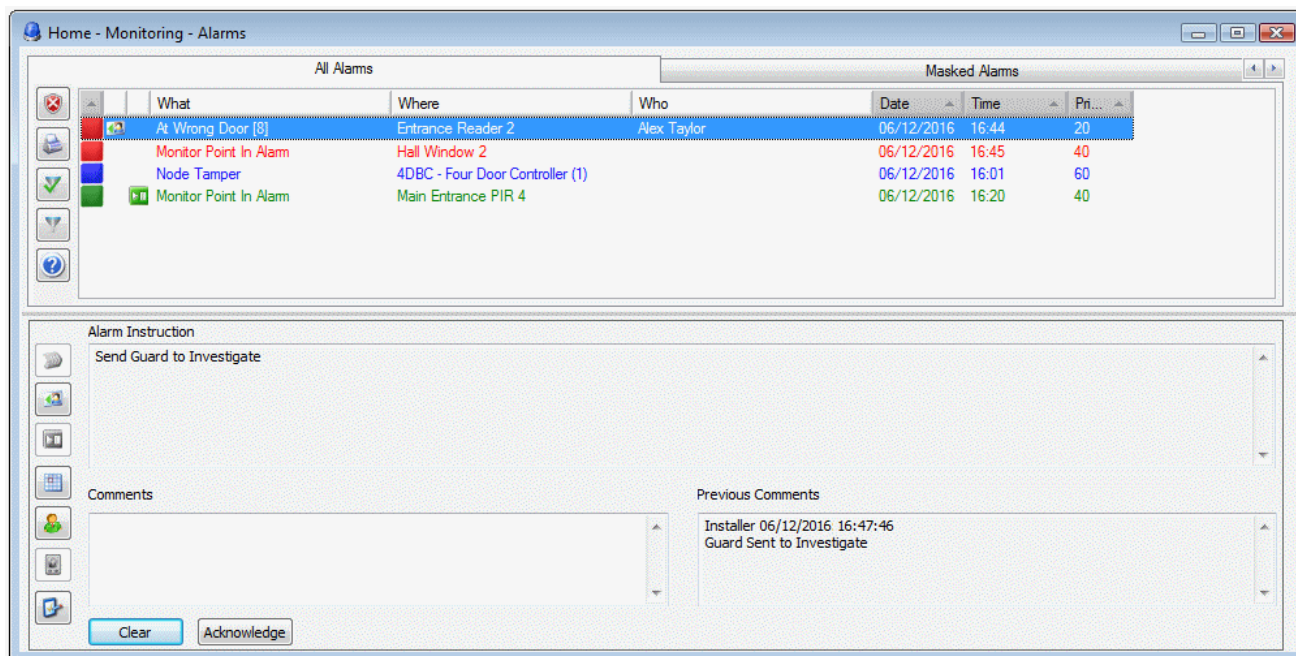 Home - Monitoring - Alarms
All Alarms Masked Alarms
What Where Who Date Time Pri...
At Wrong Door [8] Entrance Reader 2 Alex Taylor 06/12/2016 16:44 20
Monitor Point In Alarm Hall Window 2 06/12/2016 16:45 40
Node Tamper 4DBC - Four Door Controller (1) 06/12/2016 16:01 60
Monitor Point In Alarm Main Entrance PIR 4 06/12/2016 16:20 40
Alarm Instruction
Send Guard to Investigate
Comments
Previous Comments
Installer 06/12/2016 16:47:46
Guard Sent to Investigate
Clear Acknowledge